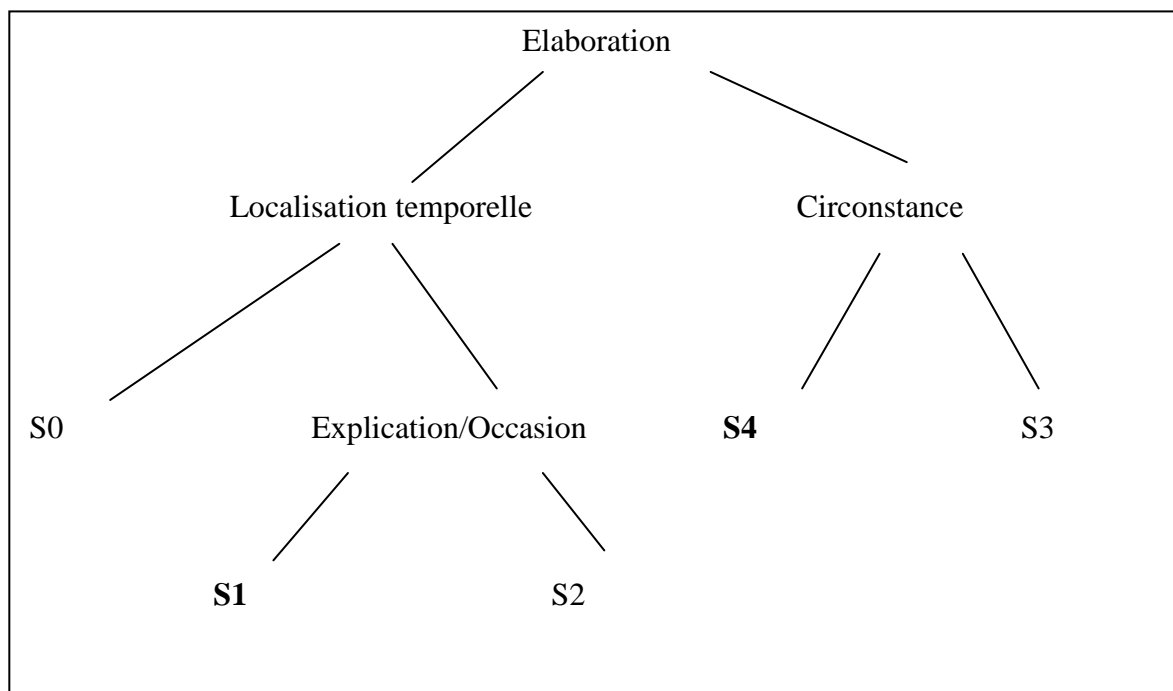 Elaboration
Localisation temporelle
Circonstance
S0
Explication/Occasion
S4
S3
S1
S2